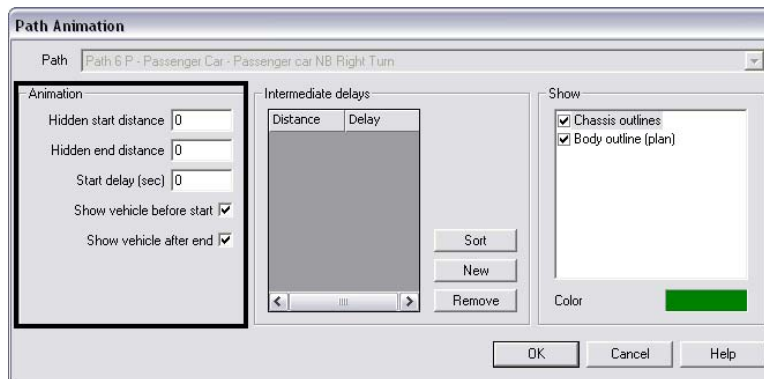 Path Animation
Path Path 6 P - Passenger Car - Passenger car NB Right Turn
Animation
Hidden start distance 0
Hidden end distance 0
Start delay (sec) 0
Show vehicle before start
Show vehicle after end
Intermediate delays
Distance Delay
Sort
New
Remove
Show
Chassis outlines
Body outline (plan)
Color
OK Cancel Help